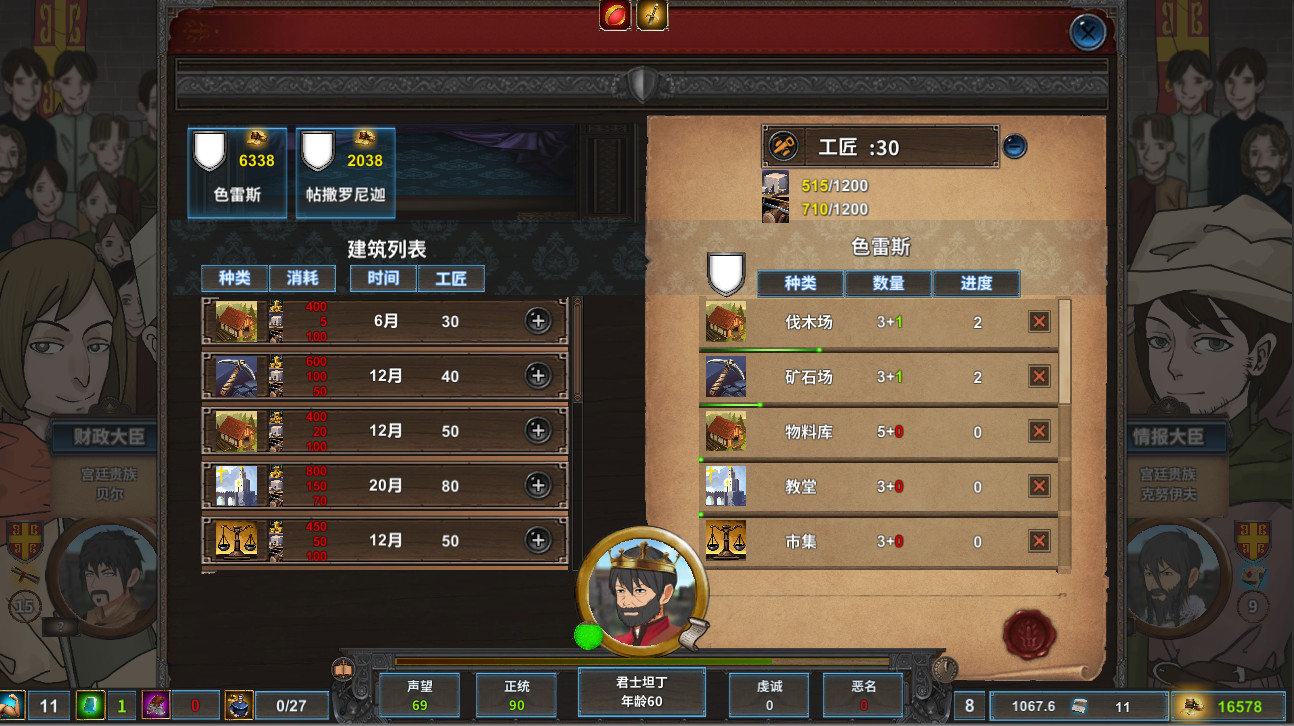 6338
2038
色雷斯
帖撒罗尼迦
工匠 :30
515/1200
710/1200
建筑列表
种类 消耗 时间 工匠
400
5
100
6月 30
600
100
50
12月 40
400
20
100
12月 50
800
150
70
20月 80
450
50
100
12月 50
色雷斯
种类 数量 进度
伐木场 3+1 2
矿石场 3+1 2
物料库 5+0 0
教堂 3+0 0
市集 3+0 0
财政大臣
宫廷贵族
贝尔
15
?
情报大臣
宫廷贵族
克努伊夫
9
声望
69
正统
90
君士坦丁
年龄60
虔诚
0
恶名
0
11 1 0 0/27
8 1067.6 11 16578